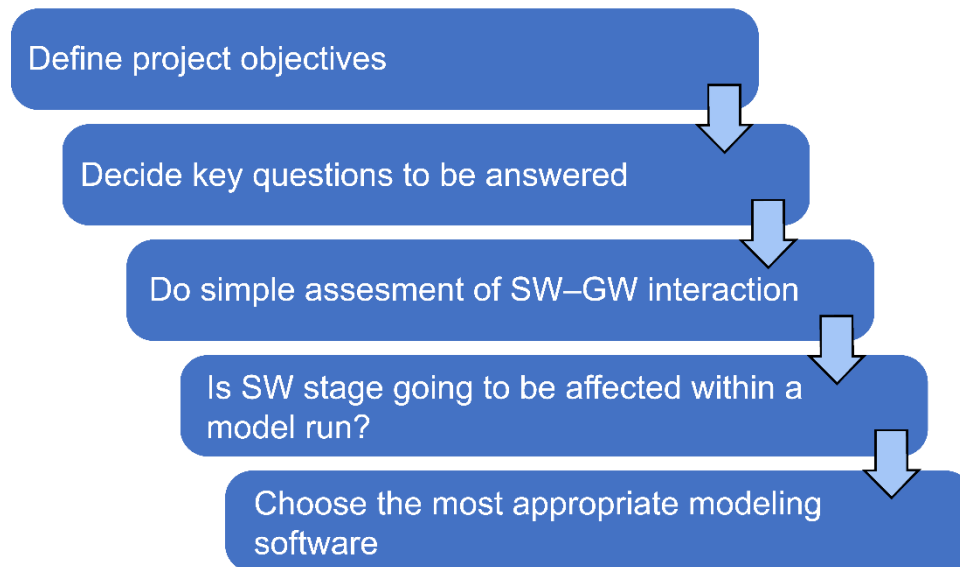 Define project objectives
Decide key questions to be answered
Do simple assesment of SW–GW interaction
Is SW stage going to be affected within a
model run?
Choose the most appropriate modeling
software